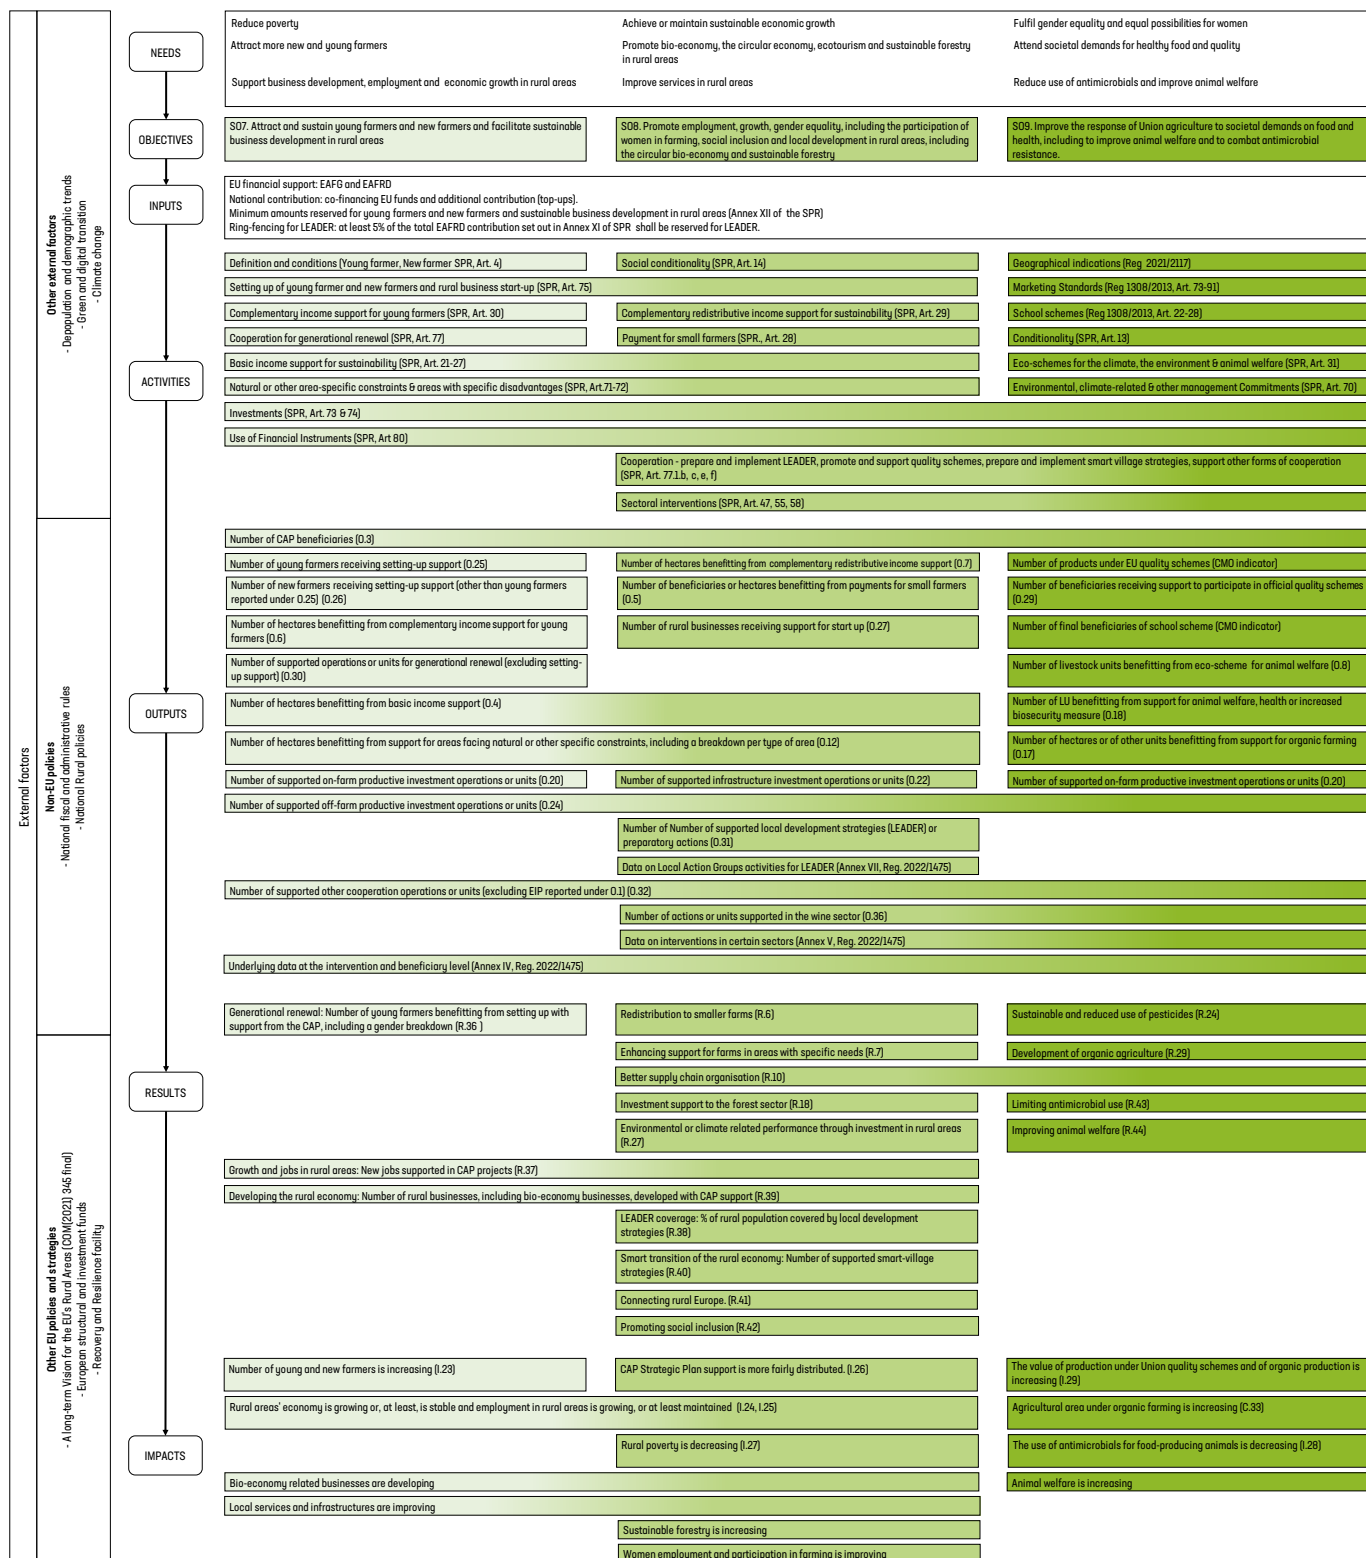 External factors
Other external factors
- Depopulation and demographic trends
- Green and digital transition
- Climate change
Non-EU policies
- National fiscal and administrative rules
- National Rural policies
Other EU policies and strategies
- A long-term Vision for the EU's Rural Areas (COM(2021) 345 final)
- European structural and investment funds
- Recovery and Resilience facility
NEEDS
Reduce poverty
Achieve or maintain sustainable economic growth
Fulfil gender equality and equal possibilities for women
Attract more new and young farmers
Promote bio-economy, the circular economy, ecotourism and sustainable forestry
in rural areas
Attend societal demands for healthy food and quality
Support business development, employment and economic growth in rural areas
Improve services in rural areas
Reduce use of antimicrobials and improve animal welfare
OBJECTIVES
SO7. Attract and sustain young farmers and new farmers and facilitate sustainable
business development in rural areas
SO8. Promote employment, growth, gender equality, including the participation of
women in farming, social inclusion and local development in rural areas, including
the circular bio-economy and sustainable forestry
SO9. Improve the response of Union agriculture to societal demands on food and
health, including to improve animal welfare and to combat antimicrobial
resistance.
INPUTS
EU financial support: EAFG and EAFRD
National contribution: co-financing EU funds and additional contribution (top-ups).
Minimum amounts reserved for young farmers and new farmers and sustainable business development in rural areas (Annex XII of the SPR)
Ring-fencing for LEADER: at least 5% of the total EAFRD contribution set out in Annex XI of SPR shall be reserved for LEADER.
ACTIVITIES
Definition and conditions (Young farmer, New farmer SPR, Art. 4)
Social conditionality (SPR, Art. 14)
Geographical indications (Reg 2021/2117)
Setting up of young farmer and new farmers and rural business start-up (SPR, Art. 75)
Marketing Standards (Reg 1308/2013, Art. 73-91)
Complementary income support for young farmers (SPR, Art. 30)
Complementary redistributive income support for sustainability (SPR, Art. 29)
School schemes (Reg 1308/2013, Art. 22-28)
Cooperation for generational renewal (SPR, Art. 77)
Payment for small farmers (SPR., Art. 28)
Conditionality (SPR, Art. 13)
Basic income support for sustainability (SPR, Art. 21-27)
Eco-schemes for the climate, the environment & animal welfare (SPR, Art. 31)
Natural or other area-specific constraints & areas with specific disadvantages (SPR, Art.71-72)
Environmental, climate-related & other management Commitments (SPR, Art. 70)
Investments (SPR, Art. 73 & 74)
Use of Financial Instruments (SPR, Art 80)
Cooperation - prepare and implement LEADER, promote and support quality schemes, prepare and implement smart village strategies, support other forms of cooperation
(SPR, Art. 77.1.b, c, e, f)
Sectoral interventions (SPR, Art. 47, 55, 58)
OUTPUTS
Number of CAP beneficiaries (O.3)
Number of young farmers receiving setting-up support (O.25)
Number of hectares benefitting from complementary redistributive income support (O.7)
Number of products under EU quality schemes (CMO indicator)
Number of new farmers receiving setting-up support (other than young farmers
reported under O.25) (O.26)
Number of beneficiaries or hectares benefiting from payments for small farmers
(O.5)
Number of beneficiaries receiving support to participate in official quality schemes
(O.29)
Number of hectares benefitting from complementary income support for young
farmers (O.6)
Number of rural businesses receiving support for start up (O.27)
Number of final beneficiaries of school scheme (CMO indicator)
Number of supported operations or units for generational renewal (excluding setting-
up support) (O.30)
Number of livestock units benefitting from eco-scheme for animal welfare (O.8)
Number of hectares benefitting from basic income support (O.4)
Number of LU benefitting from support for animal welfare, health or increased
biosecurity measure (O.18)
Number of hectares benefitting from support for areas facing natural or other specific constraints, including a breakdown per type of area (O.12)
Number of hectares or of other units benefiting from support for organic farming
(O.17)
Number of supported on-farm productive investment operations or units (O.20)
Number of supported infrastructure investment operations or units (O.22)
Number of supported on-farm productive investment operations or units (O.20)
Number of supported off-farm productive investment operations or units (O.24)
Number of Number of supported local development strategies (LEADER) or
preparatory actions (O.31)
Data on Local Action Groups activities for LEADER (Annex VII, Reg. 2022/1475)
Number of supported other cooperation operations or units (excluding EIP reported under O.1) (O.32)
Number of actions or units supported in the wine sector (O.36)
Data on interventions in certain sectors (Annex V, Reg. 2022/1475)
Underlying data at the intervention and beneficiary level (Annex IV, Reg. 2022/1475)
RESULTS
Generational renewal: Number of young farmers benefitting from setting up with
support from the CAP, including a gender breakdown (R.36 )
Redistribution to smaller farms (R.6)
Sustainable and reduced use of pesticides (R.24)
Enhancing support for farms in areas with specific needs (R.7)
Development of organic agriculture (R.29)
Better supply chain organisation (R.10)
Investment support to the forest sector (R.18)
Limiting antimicrobial use (R.43)
Environmental or climate related performance through investment in rural areas
(R.27)
Improving animal welfare (R.44)
Growth and jobs in rural areas: New jobs supported in CAP projects (R.37)
Developing the rural economy: Number of rural businesses, including bio-economy businesses, developed with CAP support (R.39)
LEADER coverage: % of rural population covered by local development
strategies (R.38)
Smart transition of the rural economy: Number of supported smart-village
strategies (R.40)
Connecting rural Europe. (R.41)
Promoting social inclusion (R.42)
IMPACTS
Number of young and new farmers is increasing (I.23)
CAP Strategic Plan support is more fairly distributed. (I.26)
The value of production under Union quality schemes and of organic production is
increasing (I.29)
Rural areas' economy is growing or, at least, is stable and employment in rural areas is growing, or at least maintained (I.24, I.25)
Agricultural area under organic farming is increasing (C.33)
Rural poverty is decreasing (I.27)
The use of antimicrobials for food-producing animals is decreasing (I.28)
Bio-economy related businesses are developing
Animal welfare is increasing
Local services and infrastructures are improving
Sustainable forestry is increasing
Women employment and participation in farming is improving